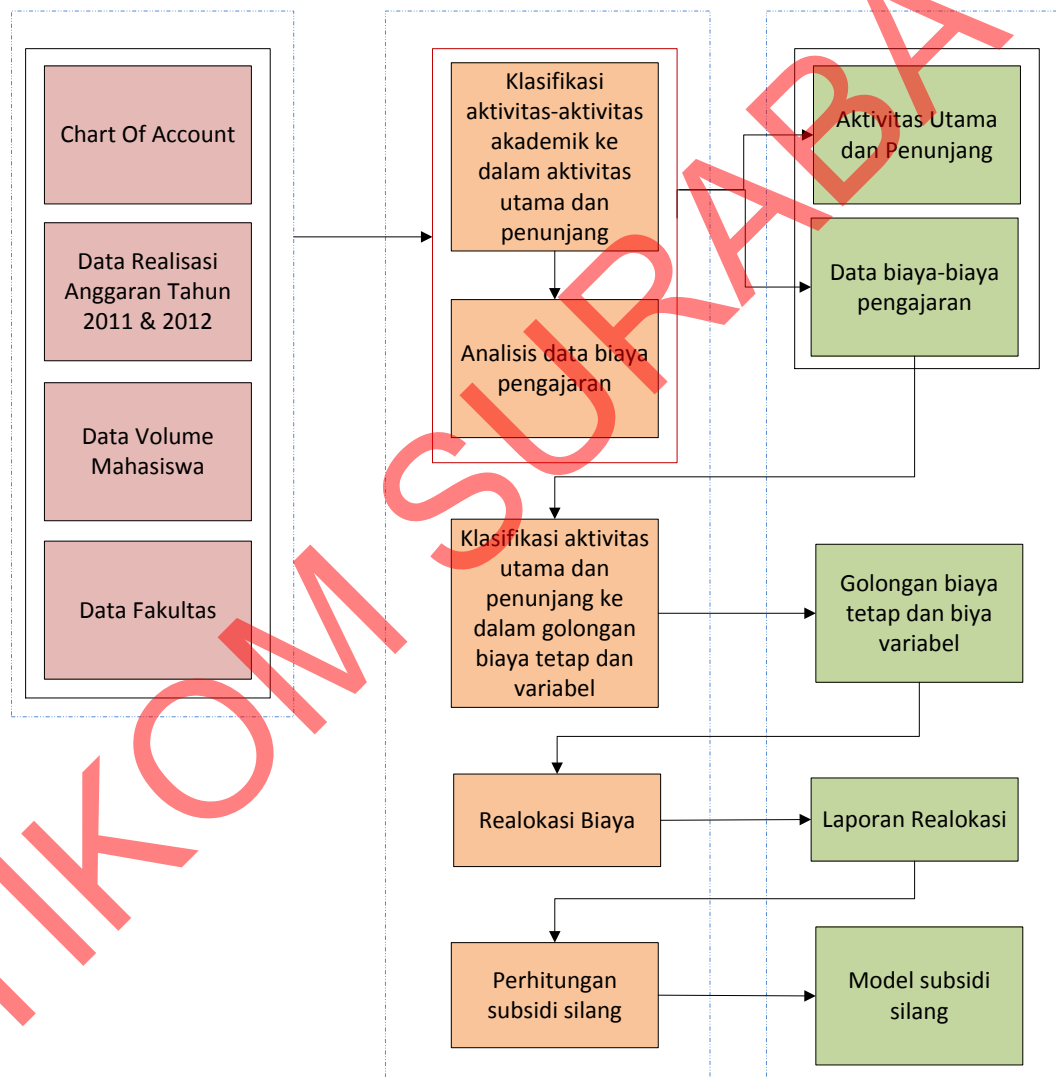 Chart Of Account
Data Realisasi
Anggaran Tahun
2011 & 2012
Data Volume
Mahasiswa
Data Fakultas
Klasifikasi
aktivitas-aktivitas
akademik ke
dalam aktivitas
utama dan
penunjang
Analisis data biaya
pengajaran
Klasifikasi aktivitas
utama dan
penunjang ke
dalam golongan
biaya tetap dan
variabel
Realokasi Biaya
Perhitungan
subsidi silang
Aktivitas Utama
dan Penunjang
Data biaya-biaya
pengajaran
Golongan biaya
tetap dan biya
variabel
Laporan Realokasi
Model subsidi
silang
IKOM SURABA